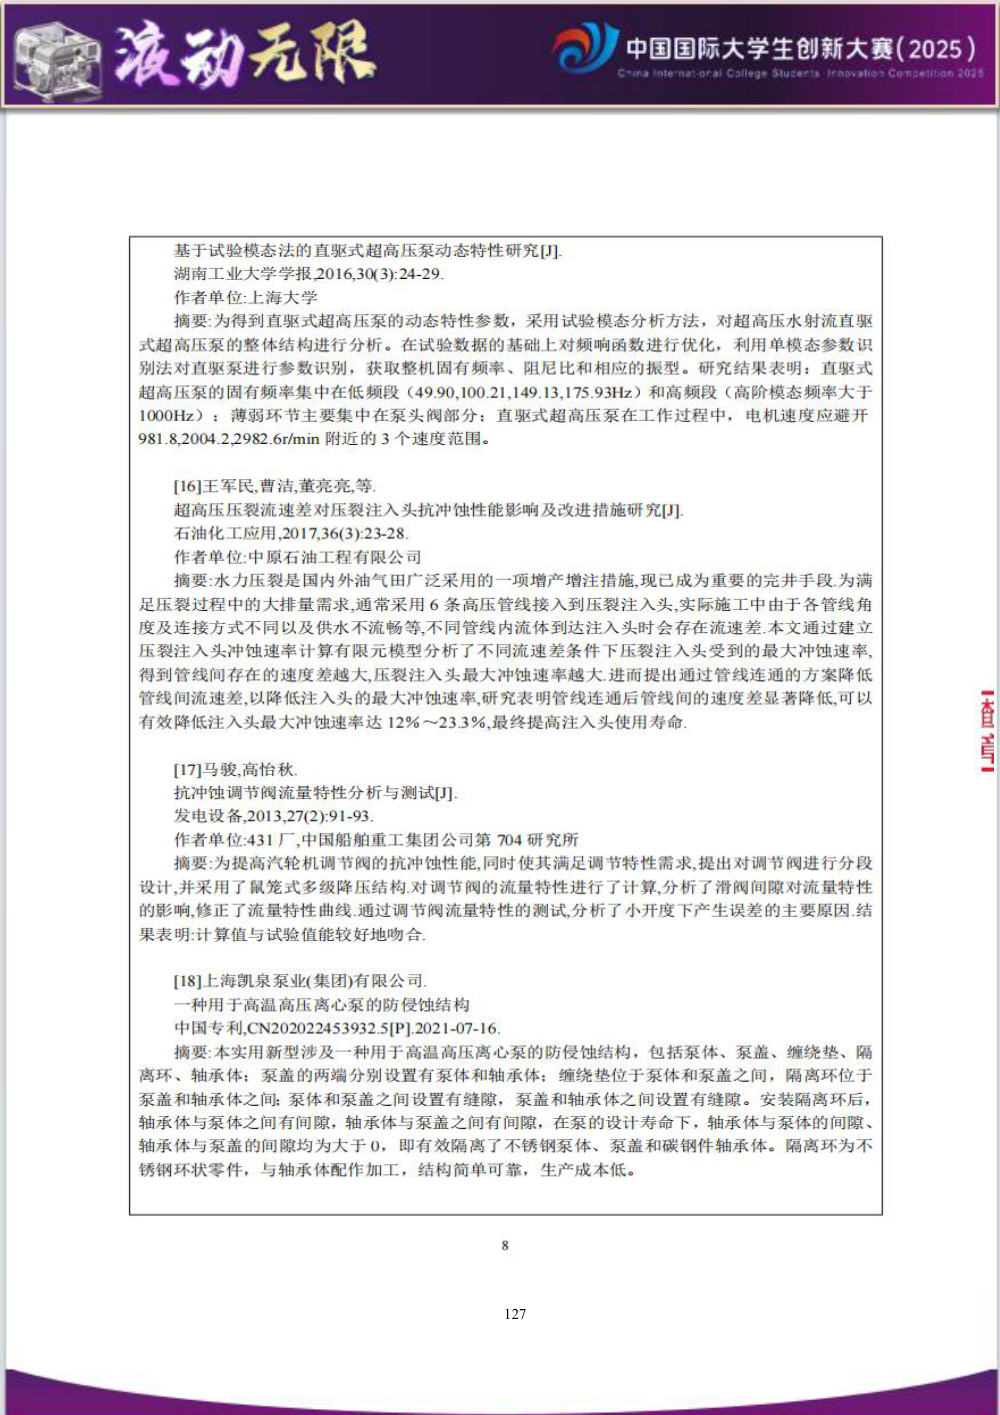 液动无限
中国国际大学生创新大赛(2025)
China International College Students Innovation Competition 2025
基于试验模态法的直驱式超高压泵动态特性研究[J].
湖南工业大学学报,2016,30(3):24-29.
作者单位:上海大学
摘要:为得到直驱式超高压泵的动态特性参数，采用试验模态分析方法，对超高压水射流直驱
式超高压泵的整体结构进行分析。在试验数据的基础上对频响函数进行优化，利用单模态参数识
别法对直驱泵进行参数识别，获取整机固有频率、阻尼比和相应的振型。研究结果表明：直驱式
超高压泵的固有频率集中在低频段（49.90,100.21,149.13,175.93Hz）和高频段（高阶模态频率大于
1000Hz）；薄弱环节主要集中在泵头阀部分；直驱式超高压泵在工作过程中，电机速度应避开
981.8,2004.2,2982.6r/min 附近的 3 个速度范围。
[16]王军民,曹洁,董亮亮,等.
超高压压裂流速差对压裂注入头抗冲蚀性能影响及改进措施研究[J].
石油化工应用,2017,36(3):23-28.
作者单位:中原石油工程有限公司
摘要:水力压裂是国内外油气田广泛采用的一项增产增注措施,现已成为重要的完井手段.为满
足压裂过程中的大排量需求,通常采用 6 条高压管线接入到压裂注入头,实际施工中由于各管线角
度及连接方式不同以及供水不流畅等,不同管线内流体到达注入头时会存在流速差.本文通过建立
压裂注入头冲蚀速率计算有限元模型分析了不同流速差条件下压裂注入头受到的最大冲蚀速率,
得到管线间存在的速度差越大,压裂注入头最大冲蚀速率越大.进而提出通过管线连通的方案降低
管线间流速差,以降低注入头的最大冲蚀速率,研究表明管线连通后管线间的速度差显著降低,可以
有效降低注入头最大冲蚀速率达 12%～23.3%,最终提高注入头使用寿命.
[17]马骏,高怡秋.
抗冲蚀调节阀流量特性分析与测试[J].
发电设备,2013,27(2):91-93.
作者单位:431 厂,中国船舶重工集团公司第 704 研究所
摘要:为提高汽轮机调节阀的抗冲蚀性能,同时使其满足调节特性需求,提出对调节阀进行分段
设计,并采用了鼠笼式多级降压结构.对调节阀的流量特性进行了计算,分析了滑阀间隙对流量特性
的影响,修正了流量特性曲线.通过调节阀流量特性的测试,分析了小开度下产生误差的主要原因.结
果表明:计算值与试验值能较好地吻合.
[18]上海凯泉泵业(集团)有限公司.
一种用于高温高压离心泵的防侵蚀结构
中国专利,CN202022453932.5[P].2021-07-16.
摘要:本实用新型涉及一种用于高温高压离心泵的防侵蚀结构，包括泵体、泵盖、缠绕垫、隔
离环、轴承体；泵盖的两端分别设置有泵体和轴承体；缠绕垫位于泵体和泵盖之间，隔离环位于
泵盖和轴承体之间；泵体和泵盖之间设置有缝隙，泵盖和轴承体之间设置有缝隙。安装隔离环后，
轴承体与泵体之间有间隙，轴承体与泵盖之间有间隙，在泵的设计寿命下，轴承体与泵体的间隙、
轴承体与泵盖的间隙均为大于 0，即有效隔离了不锈钢泵体、泵盖和碳钢件轴承体。隔离环为不
锈钢环状零件，与轴承体配作加工，结构简单可靠，生产成本低。
8
127